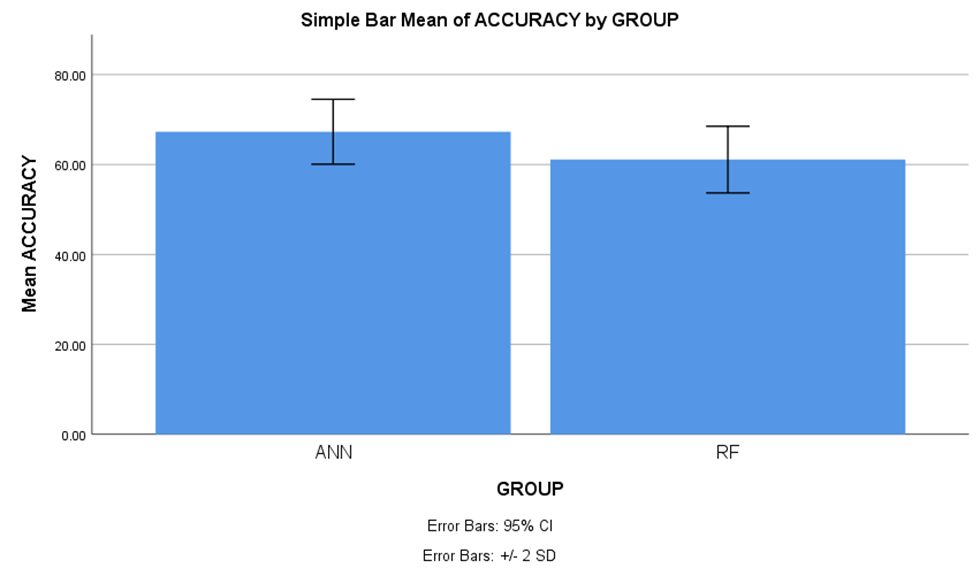 Simple Bar Mean of ACCURACY by GROUP
Mean ACCURACY
80.00
60.00
40.00
20.00
0.00
ANN RF
GROUP
Error Bars: 95% CI
Error Bars: +/- 2 SD